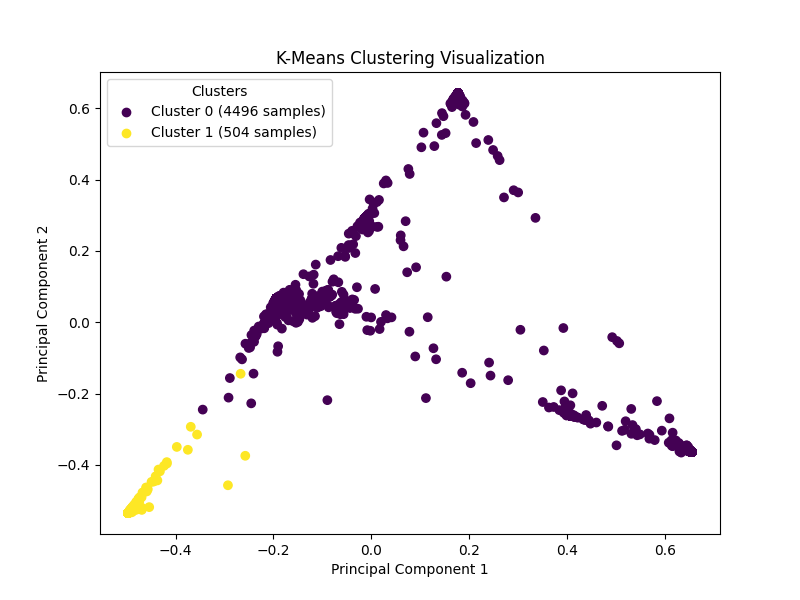 K-Means Clustering Visualization
Clusters
Cluster 0 (4496 samples)
Cluster 1 (504 samples)
Principal Component 2
0.6
0.4
0.2
0.0
−0.2
−0.4
−0.4 −0.2 0.0 0.2 0.4 0.6
Principal Component 1